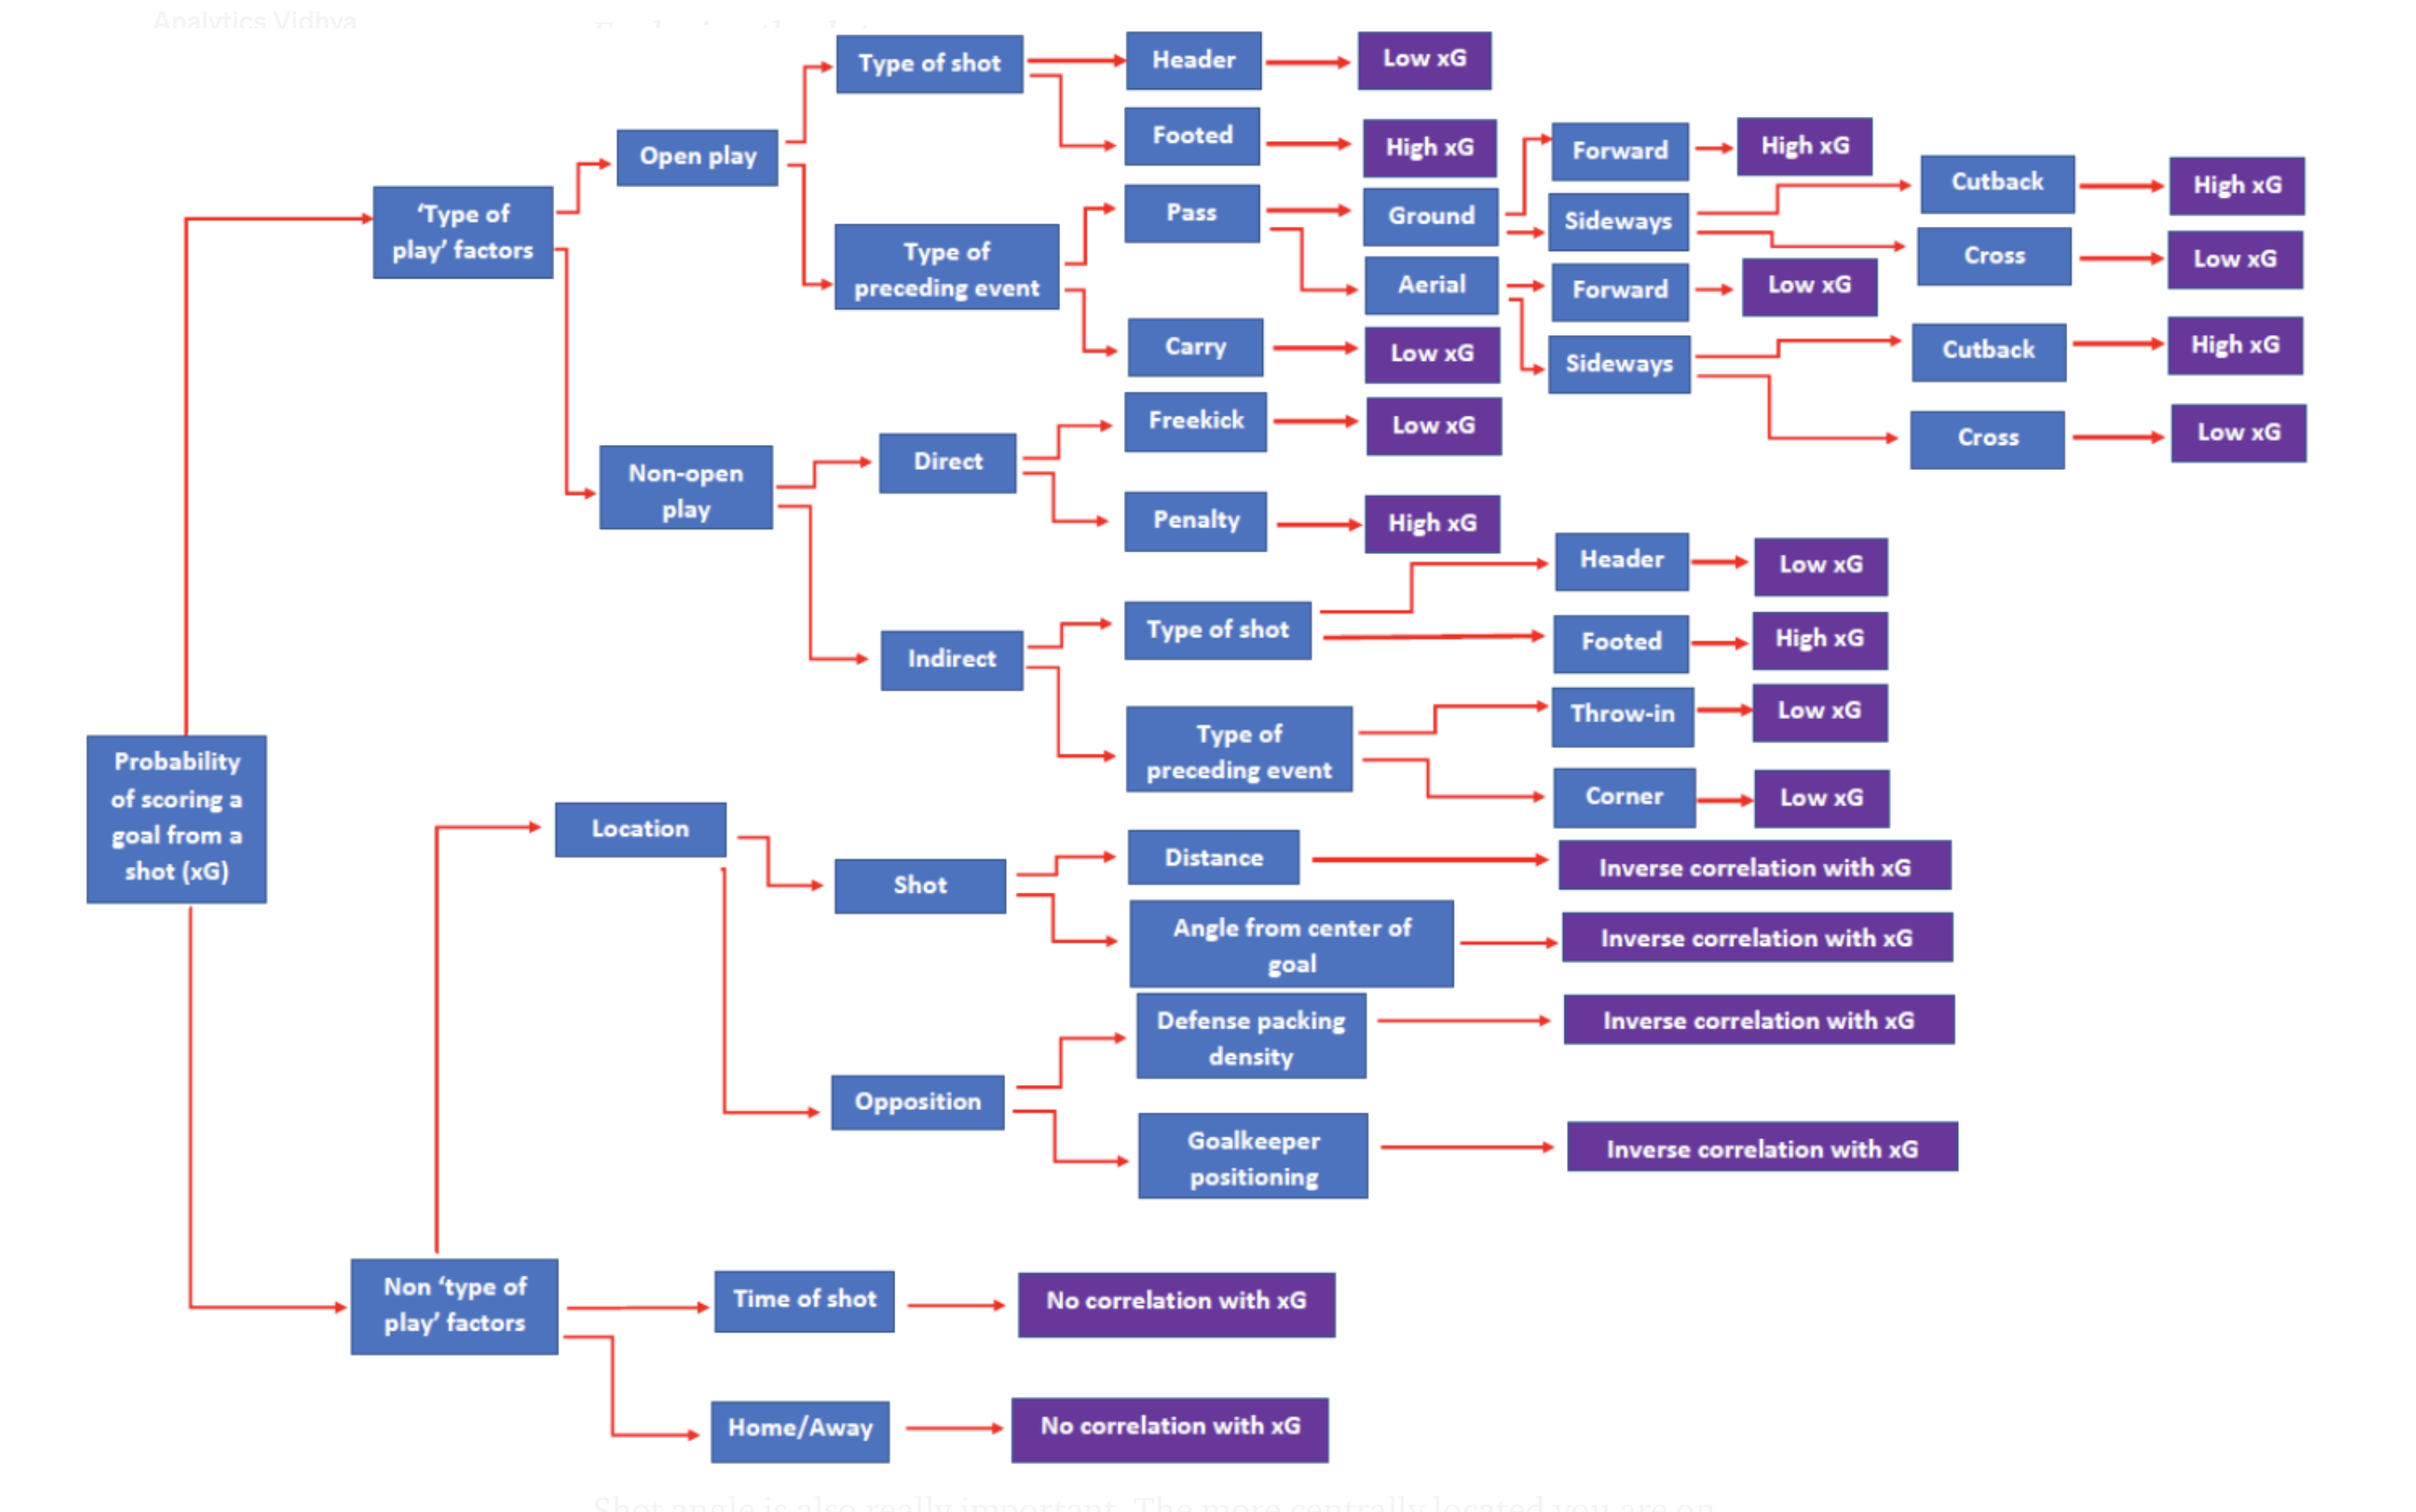 Analytics Vidhya
Type of shot
Header
Low xG
Footed
High xG
Open play
Forward
High xG
Cutback
High xG
‘Type of
play’ factors
Pass
Ground
Sideways
Cross
Low xG
Type of
preceding event
Aerial
Forward
Low xG
Carry
Low xG
Sideways
Cutback
High xG
Cross
Low xG
Freekick
Low xG
Non-open
play
Direct
Penalty
High xG
Header
Low xG
Indirect
Type of shot
Footed
High xG
Throw-in
Low xG
Type of
preceding event
Corner
Low xG
Probability
of scoring a
goal from a
shot (xG)
Location
Shot
Distance
Inverse correlation with xG
Angle from center of
goal
Inverse correlation with xG
Defense packing
density
Inverse correlation with xG
Opposition
Goalkeeper
positioning
Inverse correlation with xG
Non ‘type of
play’ factors
Time of shot
No correlation with xG
Home/Away
No correlation with xG
Shot angle is also really important. The more centrally located you are on